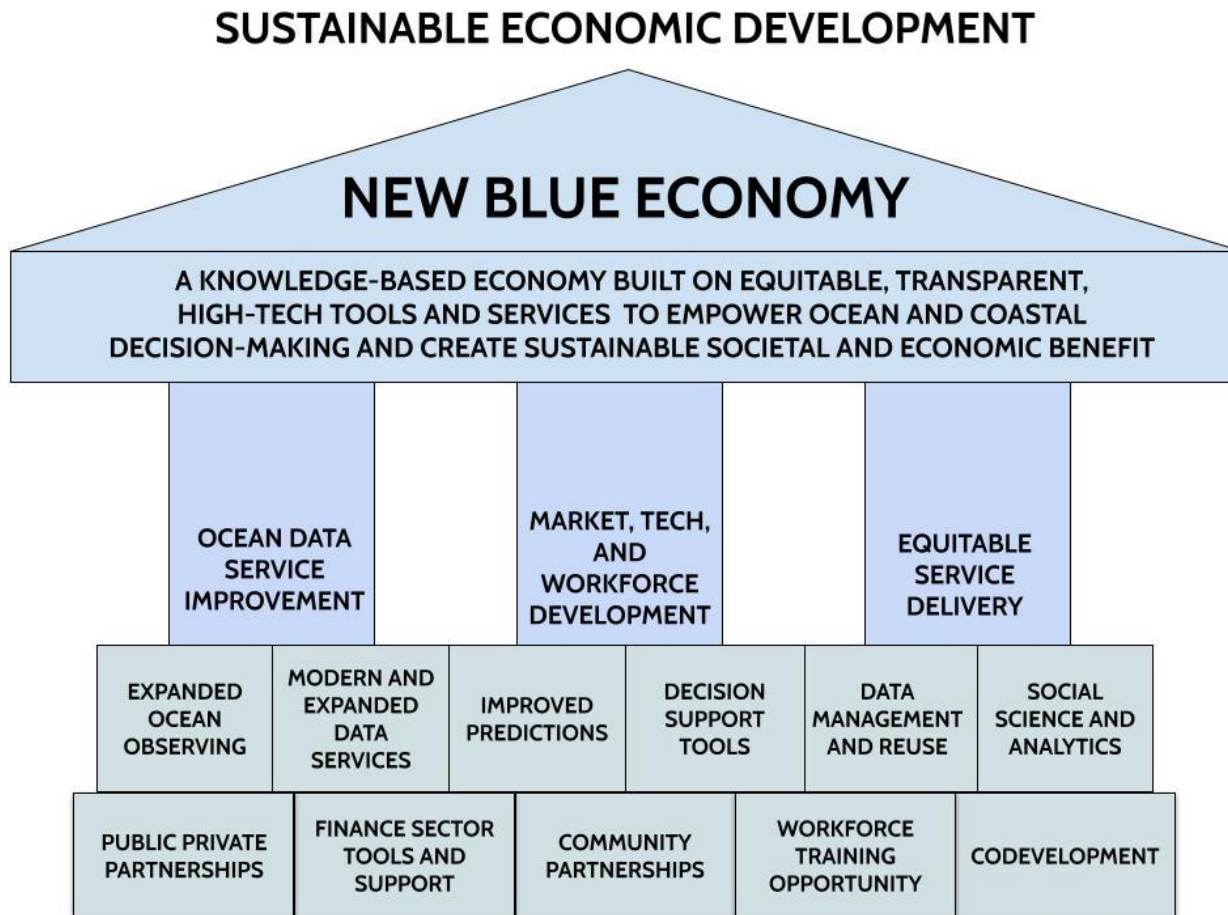 SUSTAINABLE ECONOMIC DEVELOPMENT
NEW BLUE ECONOMY
A KNOWLEDGE-BASED ECONOMY BUILT ON EQUITABLE, TRANSPARENT,
HIGH-TECH TOOLS AND SERVICES TO EMPOWER OCEAN AND COASTAL
DECISION-MAKING AND CREATE SUSTAINABLE SOCIETAL AND ECONOMIC BENEFIT
OCEAN DATA
SERVICE
IMPROVEMENT
MARKET, TECH,
AND
WORKFORCE
DEVELOPMENT
EQUITABLE
SERVICE
DELIVERY
EXPANDED
OCEAN
OBSERVING
MODERN AND
EXPANDED
DATA
SERVICES
IMPROVED
PREDICTIONS
DECISION
SUPPORT
TOOLS
DATA
MANAGEMENT
AND REUSE
SOCIAL
SCIENCE AND
ANALYTICS
PUBLIC PRIVATE
PARTNERSHIPS
FINANCE SECTOR
TOOLS AND
SUPPORT
COMMUNITY
PARTNERSHIPS
WORKFORCE
TRAINING
OPPORTUNITY
CODEVELOPMENT